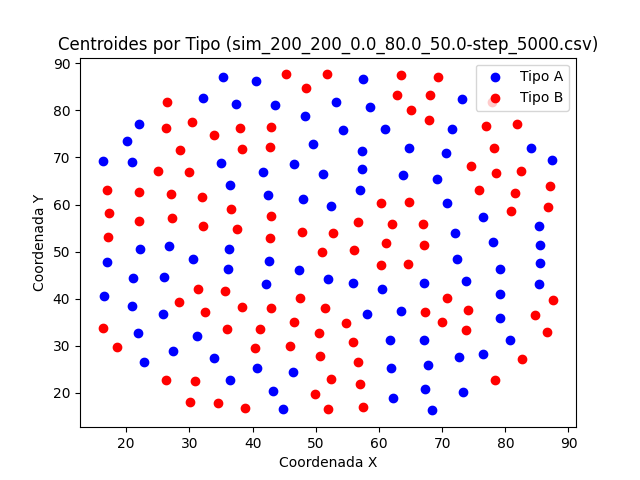 Centroides por Tipo (sim_200_200_0.0_80.0_50.0-step_5000.csv)
Tipo A
Tipo B
Coordenada Y
90
80
70
60
50
40
30
20
20 30 40 50 60 70 80 90
Coordenada X